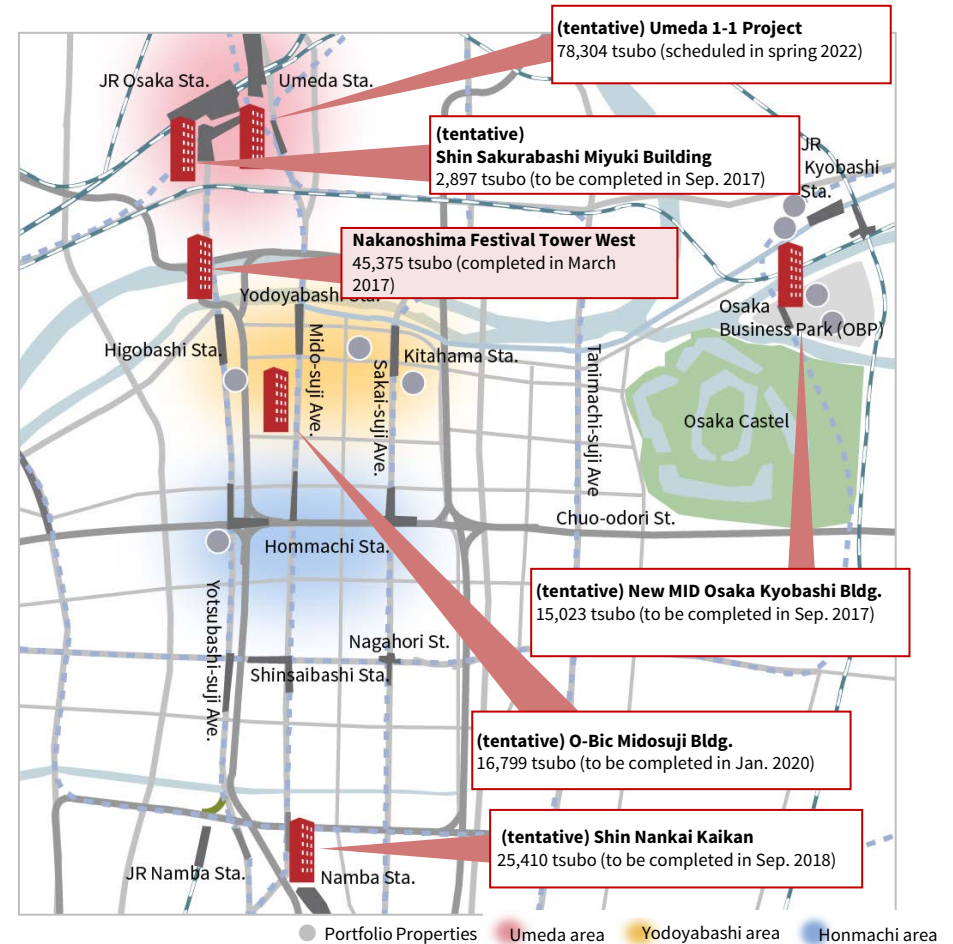 (tentative) Umeda 1-1 Project
78,304 tsubo (scheduled in spring 2022)
JR Osaka Sta.
Umeda Sta.
(tentative)
Shin Sakurabashi Miyuki Building
2,897 tsubo (to be completed in Sep. 2017)
JR
Kyobashi
Sta.
Nakanoshima Festival Tower West
45,375 tsubo (completed in March
2017)
Yodoyabashi Sta.
Osaka
Business Park (OBP)
Higobashi Sta.
Mido-suji Ave.
Sakai-suji Ave.
Kitahama Sta.
Tanimachi-suji Ave
Osaka Castel
Chuo-odori St.
Hommachi Sta.
(tentative) New MID Osaka Kyobashi Bldg.
15,023 tsubo (to be completed in Sep. 2017)
Yotsubashi-suji Ave.
Nagahori St.
Shinsaibashi Sta.
(tentative) O-Bic Midosuji Bldg.
16,799 tsubo (to be completed in Jan. 2020)
(tentative) Shin Nankai Kaikan
25,410 tsubo (to be completed in Sep. 2018)
JR Namba Sta.
Namba Sta.
Portfolio Properties
Umeda area
Yodoyabashi area
Honmachi area